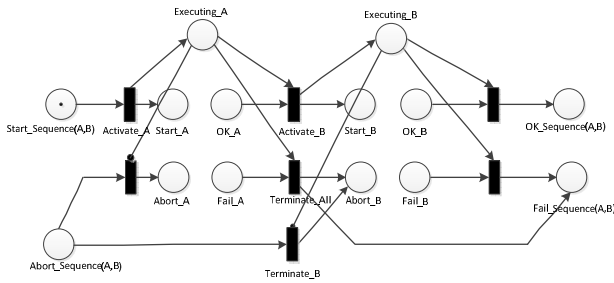 Executing_A
Executing_B
Start_Sequence(A,B)
Activate_A
Start_A
OK_A
Activate_B
Start_B
OK_B
OK_Sequence(A,B)
Abort_A
Fail_A
Terminate_All
Abort_B
Fail_B
Fail_Sequence(A,B)
Abort_Sequence(A,B)
Terminate_B